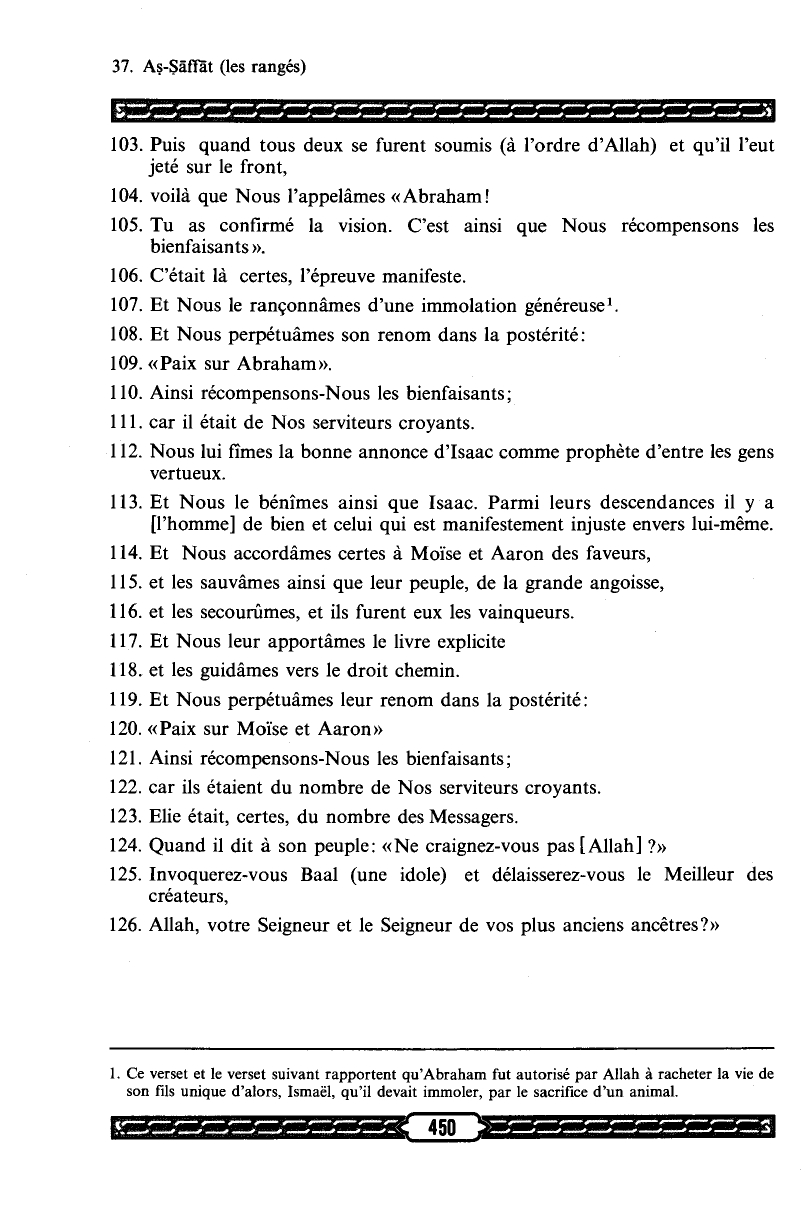 37. Aṣ-Ṣāffāt (les rangés)
103. Puis quand tous deux se furent soumis (à l'ordre d'Allah) et qu'il l'eut
jeté sur le front,
104. voilà que Nous l'appelâmes «Abraham!
105. Tu as confirmé la vision. C'est ainsi que Nous récompensons les
bienfaisants».
106. C'était là certes, l'épreuve manifeste.
107. Et Nous le rançonnâmes d'une immolation généreuse¹.
108. Et Nous perpétuâmes son renom dans la postérité:
109. «Paix sur Abraham».
110. Ainsi récompensons-Nous les bienfaisants;
111. car il était de Nos serviteurs croyants.
112. Nous lui fîmes la bonne annonce d'Isaac comme prophète d'entre les gens
vertueux.
113. Et Nous le bénîmes ainsi que Isaac. Parmi leurs descendances il y a
[l'homme] de bien et celui qui est manifestement injuste envers lui-même.
114. Et Nous accordâmes certes à Moïse et Aaron des faveurs,
115. et les sauvâmes ainsi que leur peuple, de la grande angoisse,
116. et les secourûmes, et ils furent eux les vainqueurs.
117. Et Nous leur apportâmes le livre explicite
118. et les guidâmes vers le droit chemin.
119. Et Nous perpétuâmes leur renom dans la postérité:
120. «Paix sur Moïse et Aaron»
121. Ainsi récompensons-Nous les bienfaisants;
122. car ils étaient du nombre de Nos serviteurs croyants.
123. Elie était, certes, du nombre des Messagers.
124. Quand il dit à son peuple: «Ne craignez-vous pas [Allah] ?»
125. Invoquerez-vous Baal (une idole) et délaisserez-vous le Meilleur des
créateurs,
126. Allah, votre Seigneur et le Seigneur de vos plus anciens ancêtres?»
1. Ce verset et le verset suivant rapportent qu'Abraham fut autorisé par Allah à racheter la vie de
son fils unique d'alors, Ismaël, qu'il devait immoler, par le sacrifice d'un animal.
450